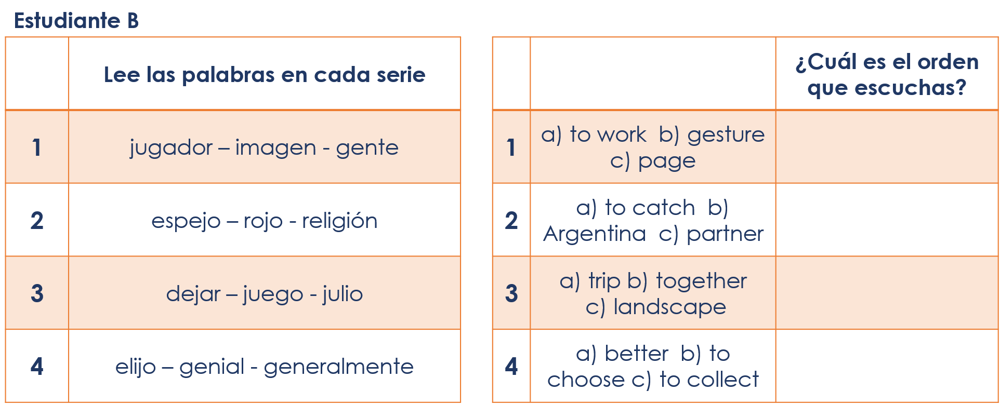 Estudiante B
Lee las palabras en cada serie
1
jugador – imagen - gente
2
espejo – rojo - religión
3
dejar – juego - julio
4
elijo – genial - generalmente
¿Cuál es el orden
que escuchas?
1
a) to work  b) gesture
c) page
2
a) to catch  b)
Argentina  c) partner
3
a) trip b) together
c) landscape
4
a) better  b) to
choose c) to collect